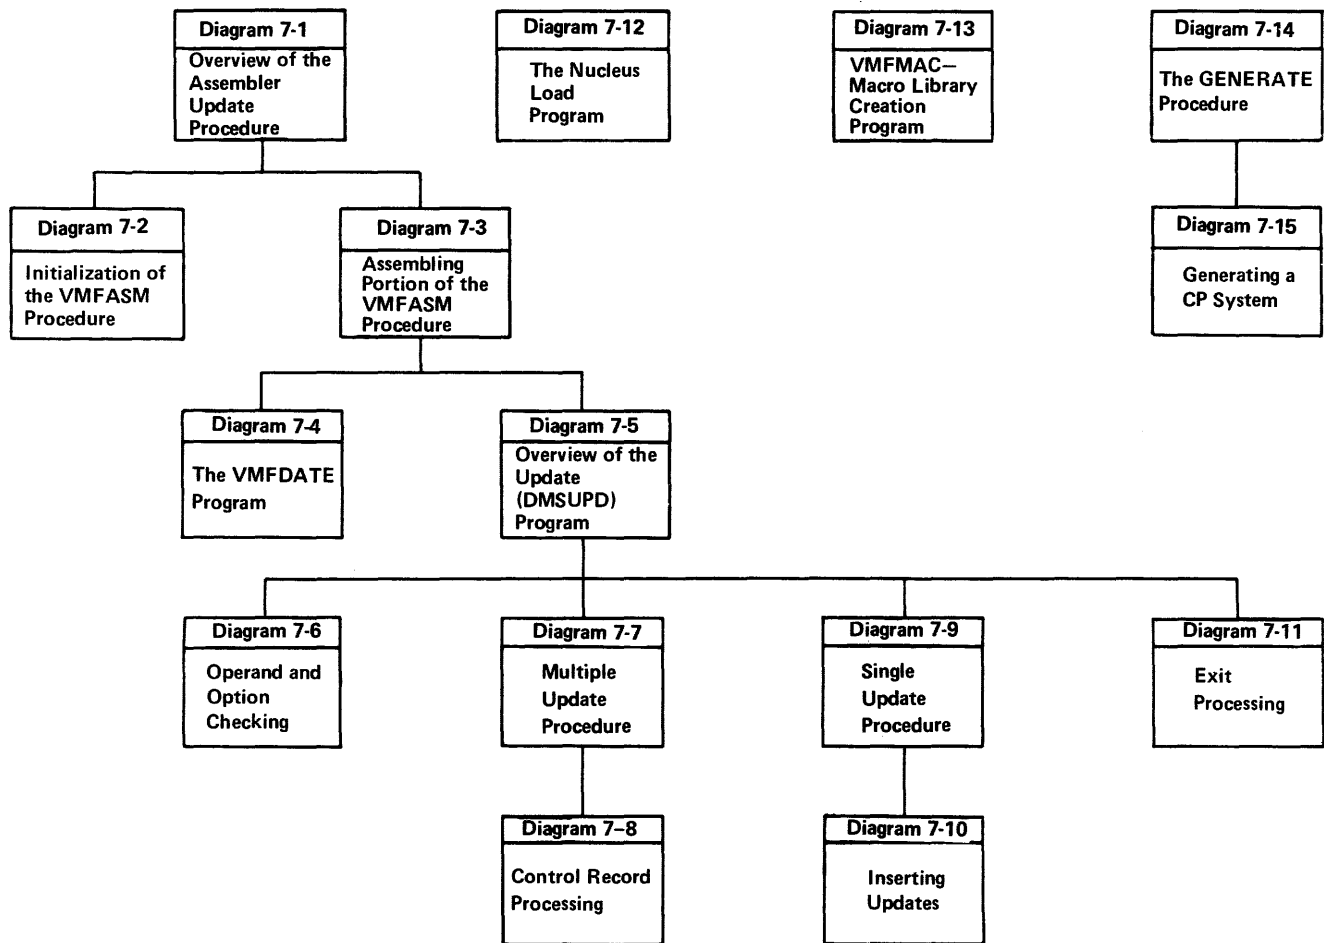 Diagram 7-1
Overview of the
Assembler
Update
Procedure
Diagram 7-12
The Nucleus
Load
Program
Diagram 7-13
VMFMAC—
Macro Library
Creation
Program
Diagram 7-14
The GENERATE
Procedure
Diagram 7-2
Initialization of
the VMFASM
Procedure
Diagram 7-3
Assembling
Portion of the
VMFASM
Procedure
Diagram 7-15
Generating a
CP System
Diagram 7-4
The VMFDATE
Program
Diagram 7-5
Overview of the
Update
(DMSUPD)
Program
Diagram 7-6
Operand and
Option
Checking
Diagram 7-7
Multiple
Update
Procedure
Diagram 7-9
Single
Update
Procedure
Diagram 7-11
Exit
Processing
Diagram 7–8
Control Record
Processing
Diagram 7-10
Inserting
Updates